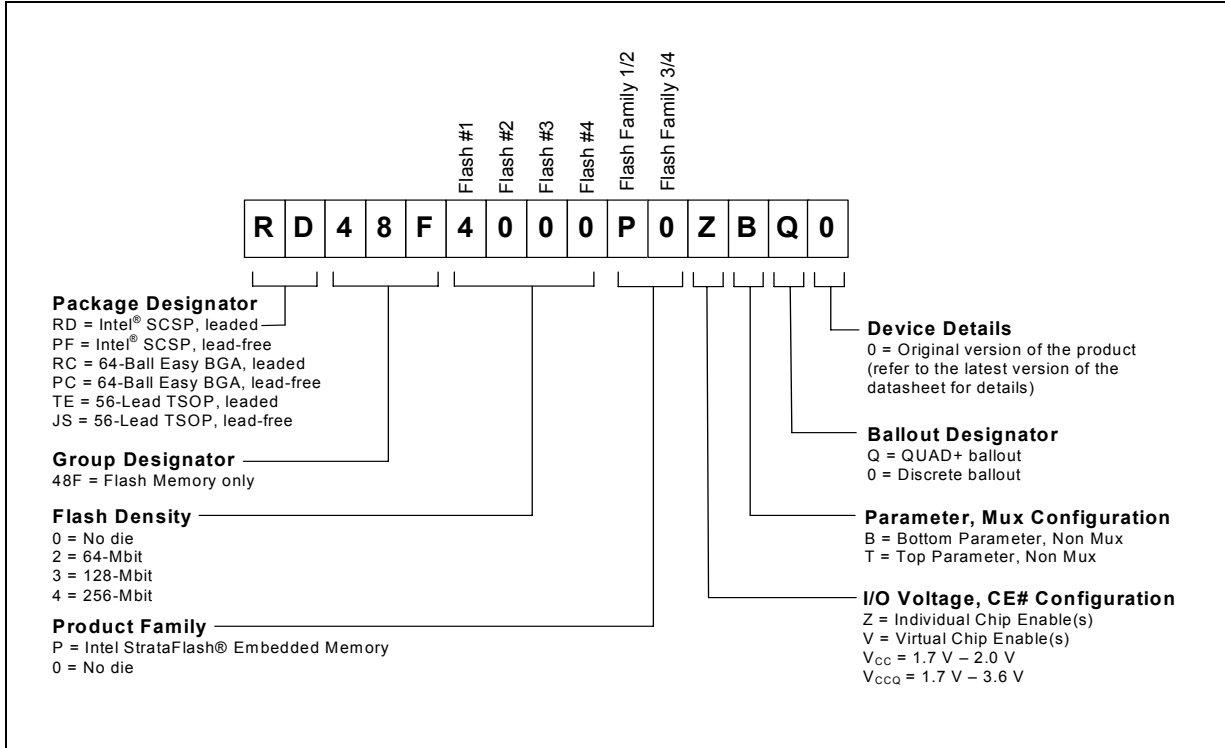 Flash #1
Flash #2
Flash #3
Flash #4
Flash Family 1/2
Flash Family 3/4
R D 4 8 F 4 0 0 0 P 0 Z B Q 0
Package Designator
RD = Intel® SCSP, leaded
PF = Intel® SCSP, lead-free
RC = 64-Ball Easy BGA, leaded
PC = 64-Ball Easy BGA, lead-free
TE = 56-Lead TSOP, leaded
JS = 56-Lead TSOP, lead-free
Group Designator
48F = Flash Memory only
Flash Density
0 = No die
2 = 64-Mbit
3 = 128-Mbit
4 = 256-Mbit
Product Family
P = Intel StrataFlash® Embedded Memory
0 = No die
Device Details
0 = Original version of the product
(refer to the latest version of the
datasheet for details)
Ballout Designator
Q = QUAD+ ballout
0 = Discrete ballout
Parameter, Mux Configuration
B = Bottom Parameter, Non Mux
T = Top Parameter, Non Mux
I/O Voltage, CE# Configuration
Z = Individual Chip Enable(s)
V = Virtual Chip Enable(s)
VCC = 1.7 V – 2.0 V
VCCQ = 1.7 V – 3.6 V